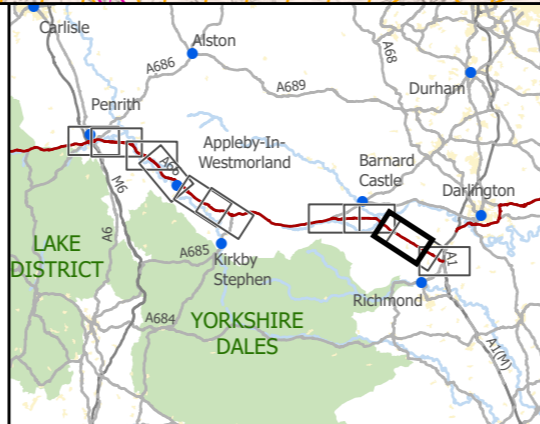 Carlisle
Alston
A68
A686
A689
Durham
Penrith
Appleby-In-
Westmorland
A66
Barnard
Castle
Darlington
M6
A6
LAKE
DISTRICT
A685
Kirkby
Stephen
A1
Richmond
A684
YORKSHIRE
DALES
A1(M)